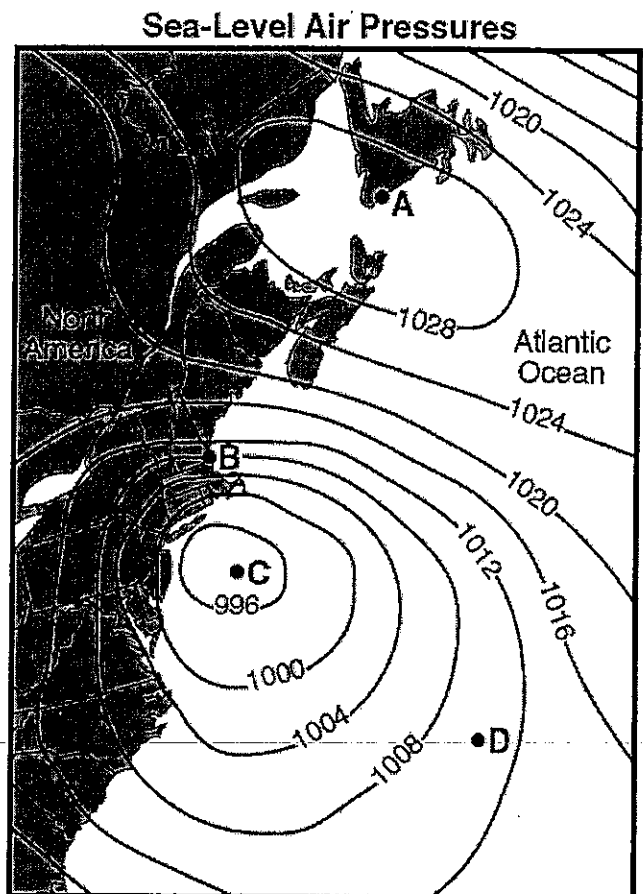 Sea-Level Air Pressures
1020
1024
A
1028
North
America
Atlantic
Ocean
1024
B
1020
1012
C
996
1016
1000
1004
D
1008